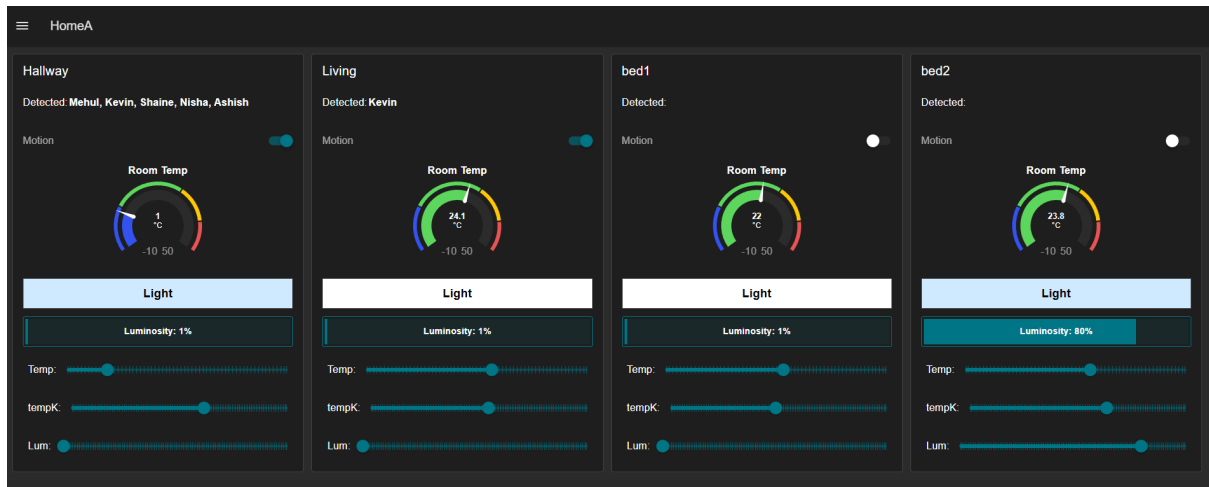 HomeA
Hallway
Detected: Mehul, Kevin, Shaine, Nisha, Ashish
Motion
Room Temp
1
°C
-10 50
Light
Luminosity: 1%
Temp:
tempK:
Lum:
Living
Detected: Kevin
Motion
Room Temp
24.1
°C
-10 50
Light
Luminosity: 1%
Temp:
tempK:
Lum:
bed1
Detected:
Motion
Room Temp
22
°C
-10 50
Light
Luminosity: 1%
Temp:
tempK:
Lum:
bed2
Detected:
Motion
Room Temp
23.8
°C
-10 50
Light
Luminosity: 80%
Temp:
tempK:
Lum: